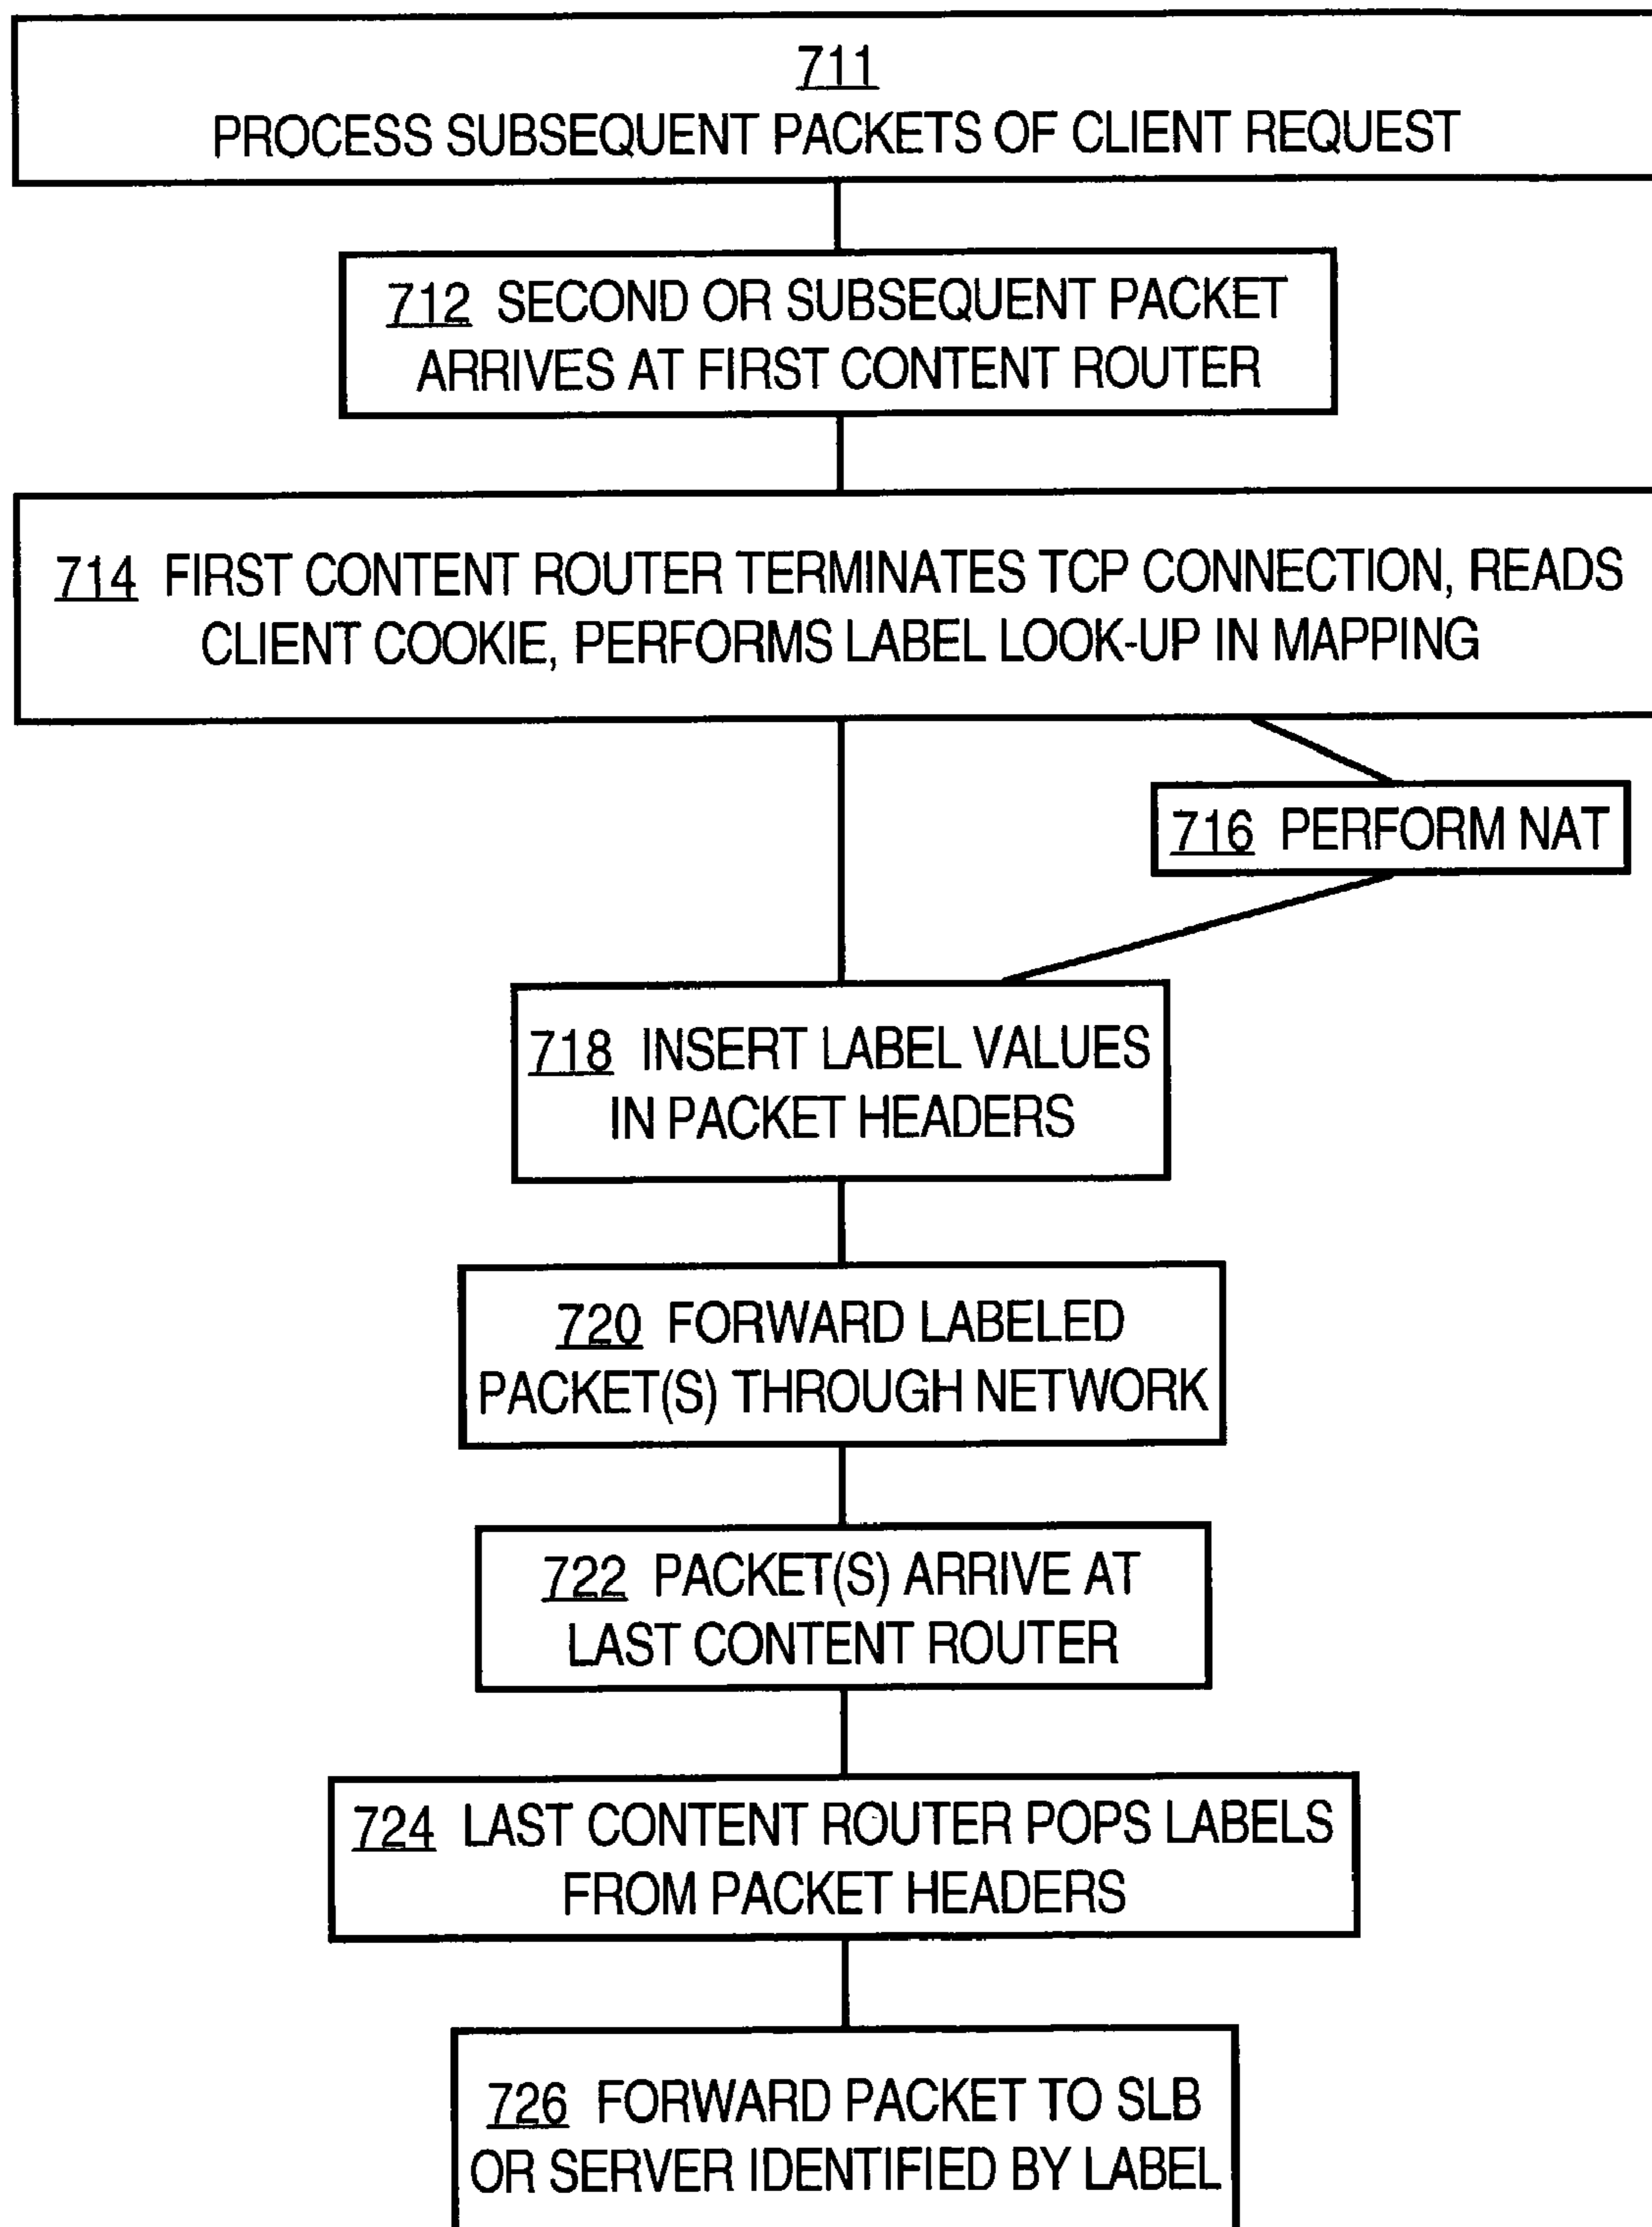 711
PROCESS SUBSEQUENT PACKETS OF CLIENT REQUEST
712 SECOND OR SUBSEQUENT PACKET
ARRIVES AT FIRST CONTENT ROUTER
714 FIRST CONTENT ROUTER TERMINATES TCP CONNECTION, READS
CLIENT COOKIE, PERFORMS LABEL LOOK-UP IN MAPPING
716 PERFORM NAT
718 INSERT LABEL VALUES
IN PACKET HEADERS
720 FORWARD LABELED
PACKET(S) THROUGH NETWORK
722 PACKET(S) ARRIVE AT
LAST CONTENT ROUTER
724 LAST CONTENT ROUTER POPS LABELS
FROM PACKET HEADERS
726 FORWARD PACKET TO SLB
OR SERVER IDENTIFIED BY LABEL